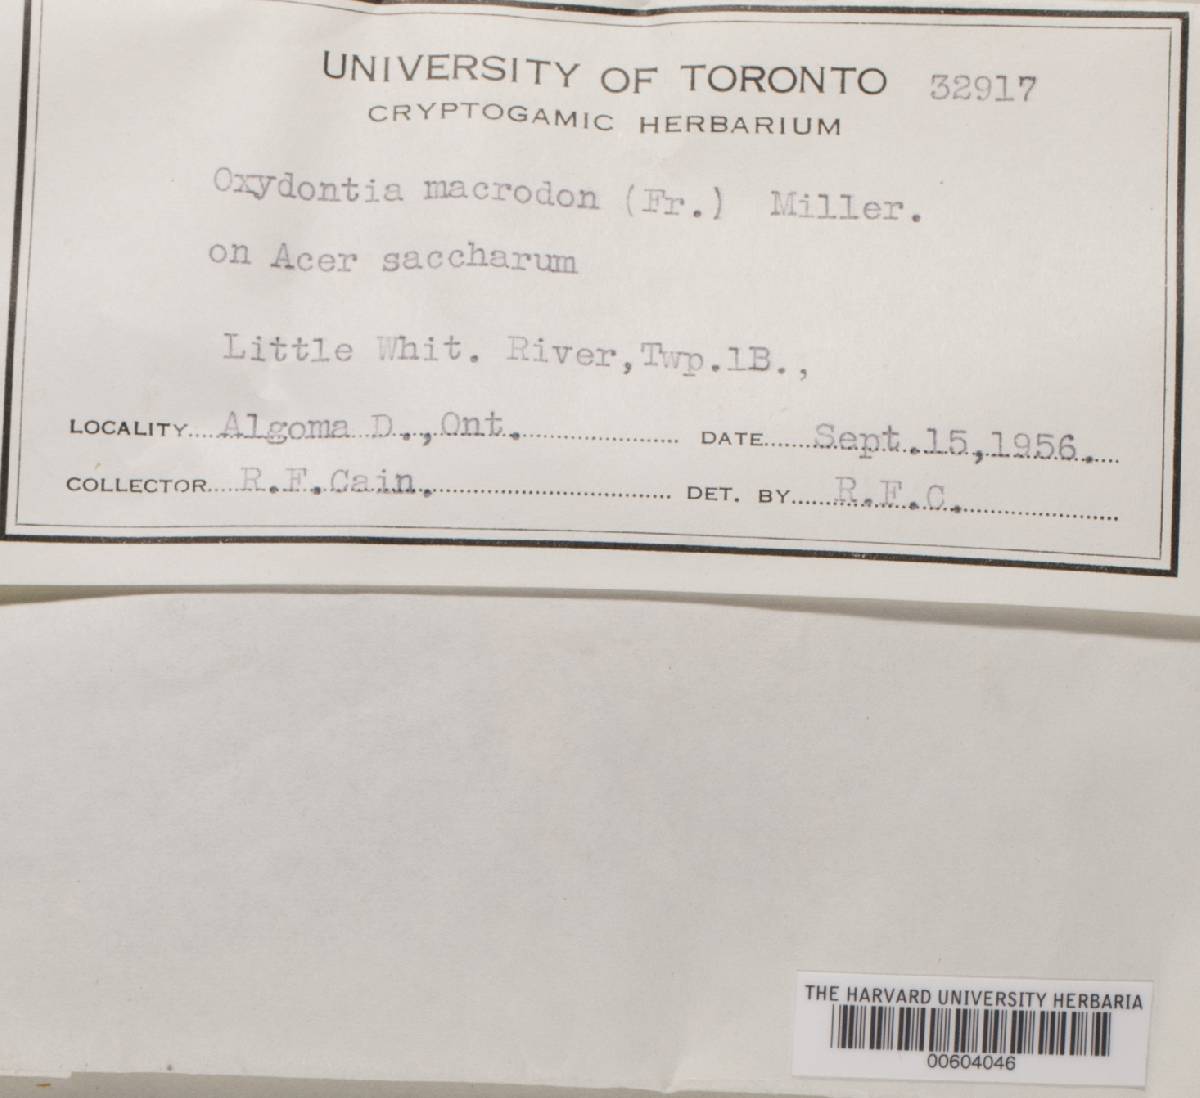 UNIVERSITY OF TORONTO 32917
CRYPTOGAMIC HERBARIUM
Oxydontia macrodon (Fr.) Miller.
on Acer saccharum
Little Whit. River,Twp.1B.,
LOCALITY....Algoma D.,Ont. DATE.....Sept.15,1956.
COLLECTOR....R.F.Cain. DET. BY.....R.F.C.
THE HARVARD UNIVERSITY HERBARIA
00604046